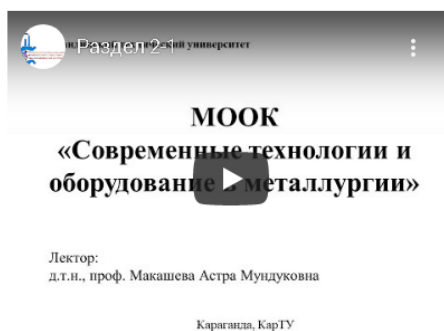 Раздел 2-1
университет
МООК
«Современные технологии и
оборудование в металлургии»
Лектор:
д.т.н., проф. Макашева Астра Мундуковна
Караганда, КарТУ